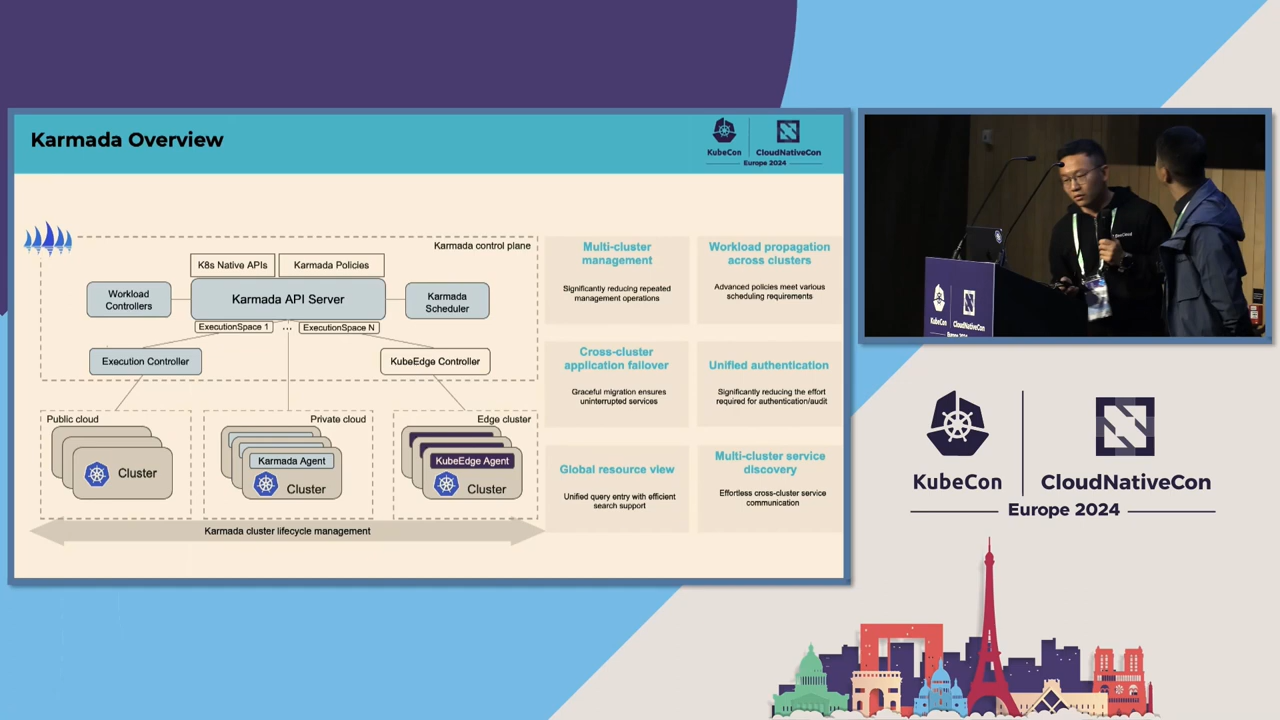 Karmada Overview
KubeCon
CloudNativeCon
Europe 2024
Karmada control plane
K8s Native APIs
Karmada Policies
Workload
Controllers
Karmada API Server
Karmada
Scheduler
ExecutionSpace 1
...
ExecutionSpace N
Execution Controller
KubeEdge Controller
Public cloud
Cluster
Private cloud
Karmada Agent
Cluster
Edge cluster
KubeEdge Agent
Cluster
Karmada cluster lifecycle management
Multi-cluster
management
Significantly reducing repeated
management operations
Workload propagation
across clusters
Advanced policies meet various
scheduling requirements
Cross-cluster
application failover
Graceful migration ensures
uninterrupted services
Unified authentication
Significantly reducing the effort
required for authentication/audit
Global resource view
Unified query entry with efficient
search support
Multi-cluster service
discovery
Effortless cross-cluster service
communication
KubeCon
CloudNativeCon
KubeCon
CloudNativeCon
Europe 2024